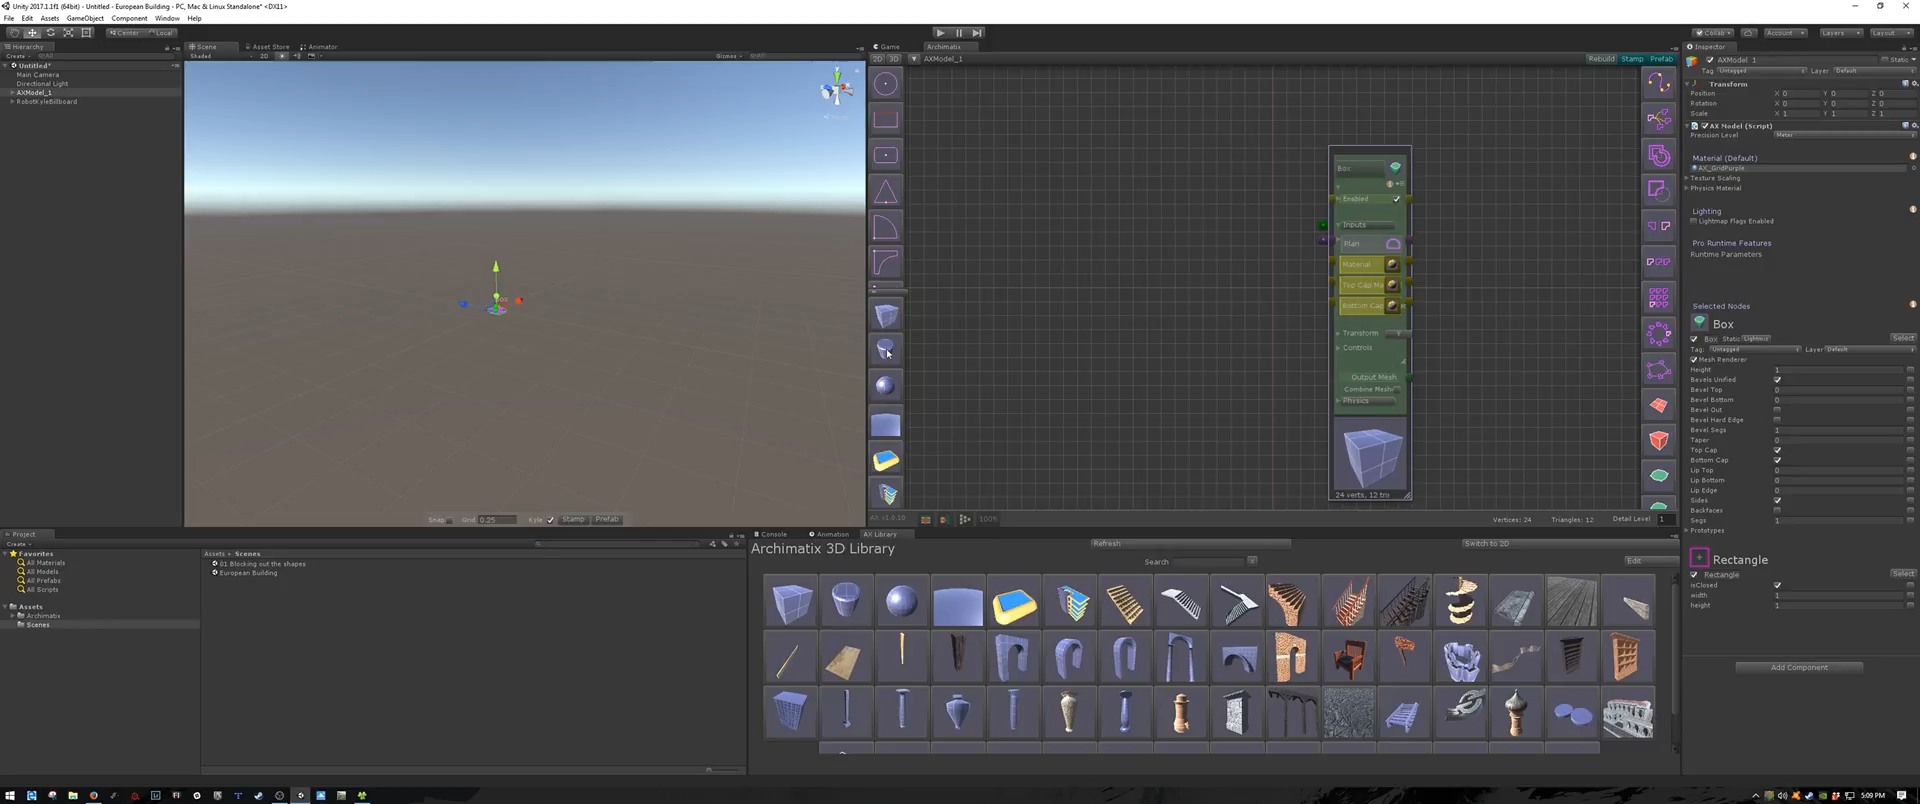 Unity 2017.1.1f1 (64bit) - Untitled - European Building - PC, Mac & Linux Standalone* <DX11>
File Edit Assets GameObject Component Window Help
Center Local
Collab Account Layers Layout
Hierarchy
Create All
Untitled*
Main Camera
Directional Light
AXModel_1
RobotKyleBillboard
Scene Asset Store Animator
Shaded 2D Gizmos All
Snap Grid 0.25 Kyle Stamp Prefab
Game Archimatix
2D 3D AXModel_1 Rebuild Stamp Prefab
Box
Enabled
Inputs
Plan
Material
Top Cap Ma
Bottom Cap
Transform Y
Controls
Output Mesh
Combine Mesh
Physics
24 verts, 12 tris
AX v1.0.10 100% Vertices: 24 Triangles: 12 Detail Level 1
Inspector
AXModel_1 Static
Tag Untagged Layer Default
Transform
Position X 0 Y 0 Z 0
Rotation X 0 Y 0 Z 0
Scale X 1 Y 1 Z 1
AX Model (Script)
Precision Level Meter
Material (Default)
AX_GridPurple
Texture Scaling
Physics Material
Lighting
Lightmap Flags Enabled
Pro Runtime Features
Runtime Parameters
Selected Nodes
Box
Box Static Lightmap Select
Tag: Untagged Layer Default
Mesh Renderer
Height 1
Bevels Unified
Bevel Top 0
Bevel Bottom 0
Bevel Out
Bevel Hard Edge
Bevel Segs 1
Taper 0
Top Cap
Bottom Cap
Lip Top 0
Lip Bottom 0
Lip Edge 0
Sides
Backfaces
Segs 1
Prototypes
Rectangle
Rectangle Select
isClosed
width 1
height 1
Add Component
Project
Create
Favorites
All Materials
All Models
All Prefabs
All Scripts
Assets
Archimatix
Scenes
Assets Scenes
01 Blocking out the shapes
European Building
Console Animation AX Library
Archimatix 3D Library Refresh Switch to 2D
Search x Edit
5:09 PM